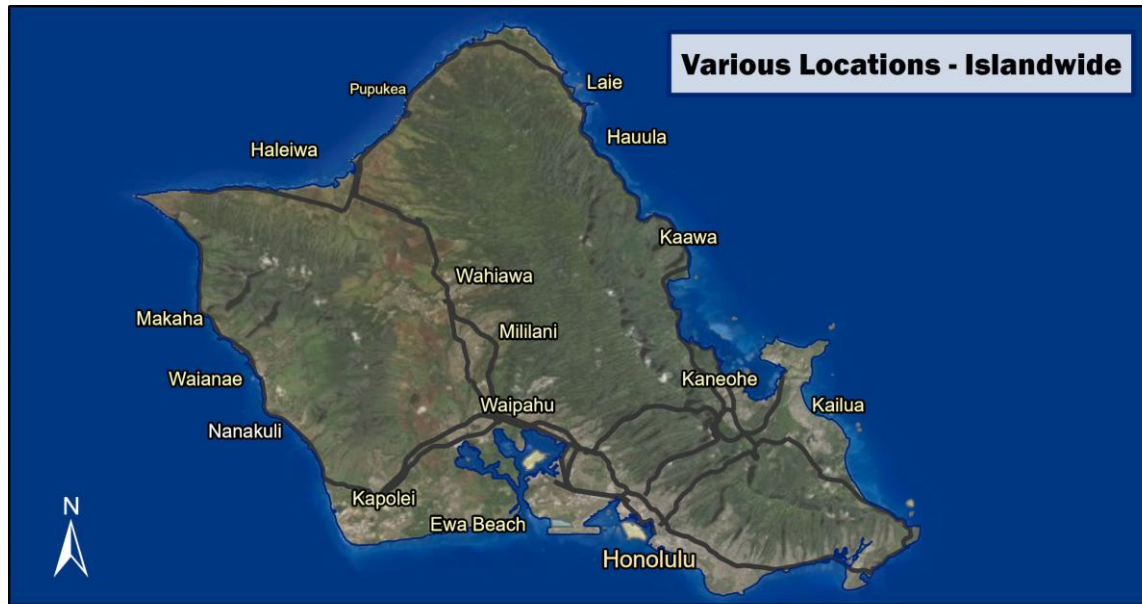 Various Locations - Islandwide
Laie
Pupukea
Hauula
Haleiwa
Kaawa
Wahiawa
Makaha
Mililani
Waianae
Kaneohe
Waipahu
Kailua
Nanakuli
Kapolei
N
Ewa Beach
Honolulu